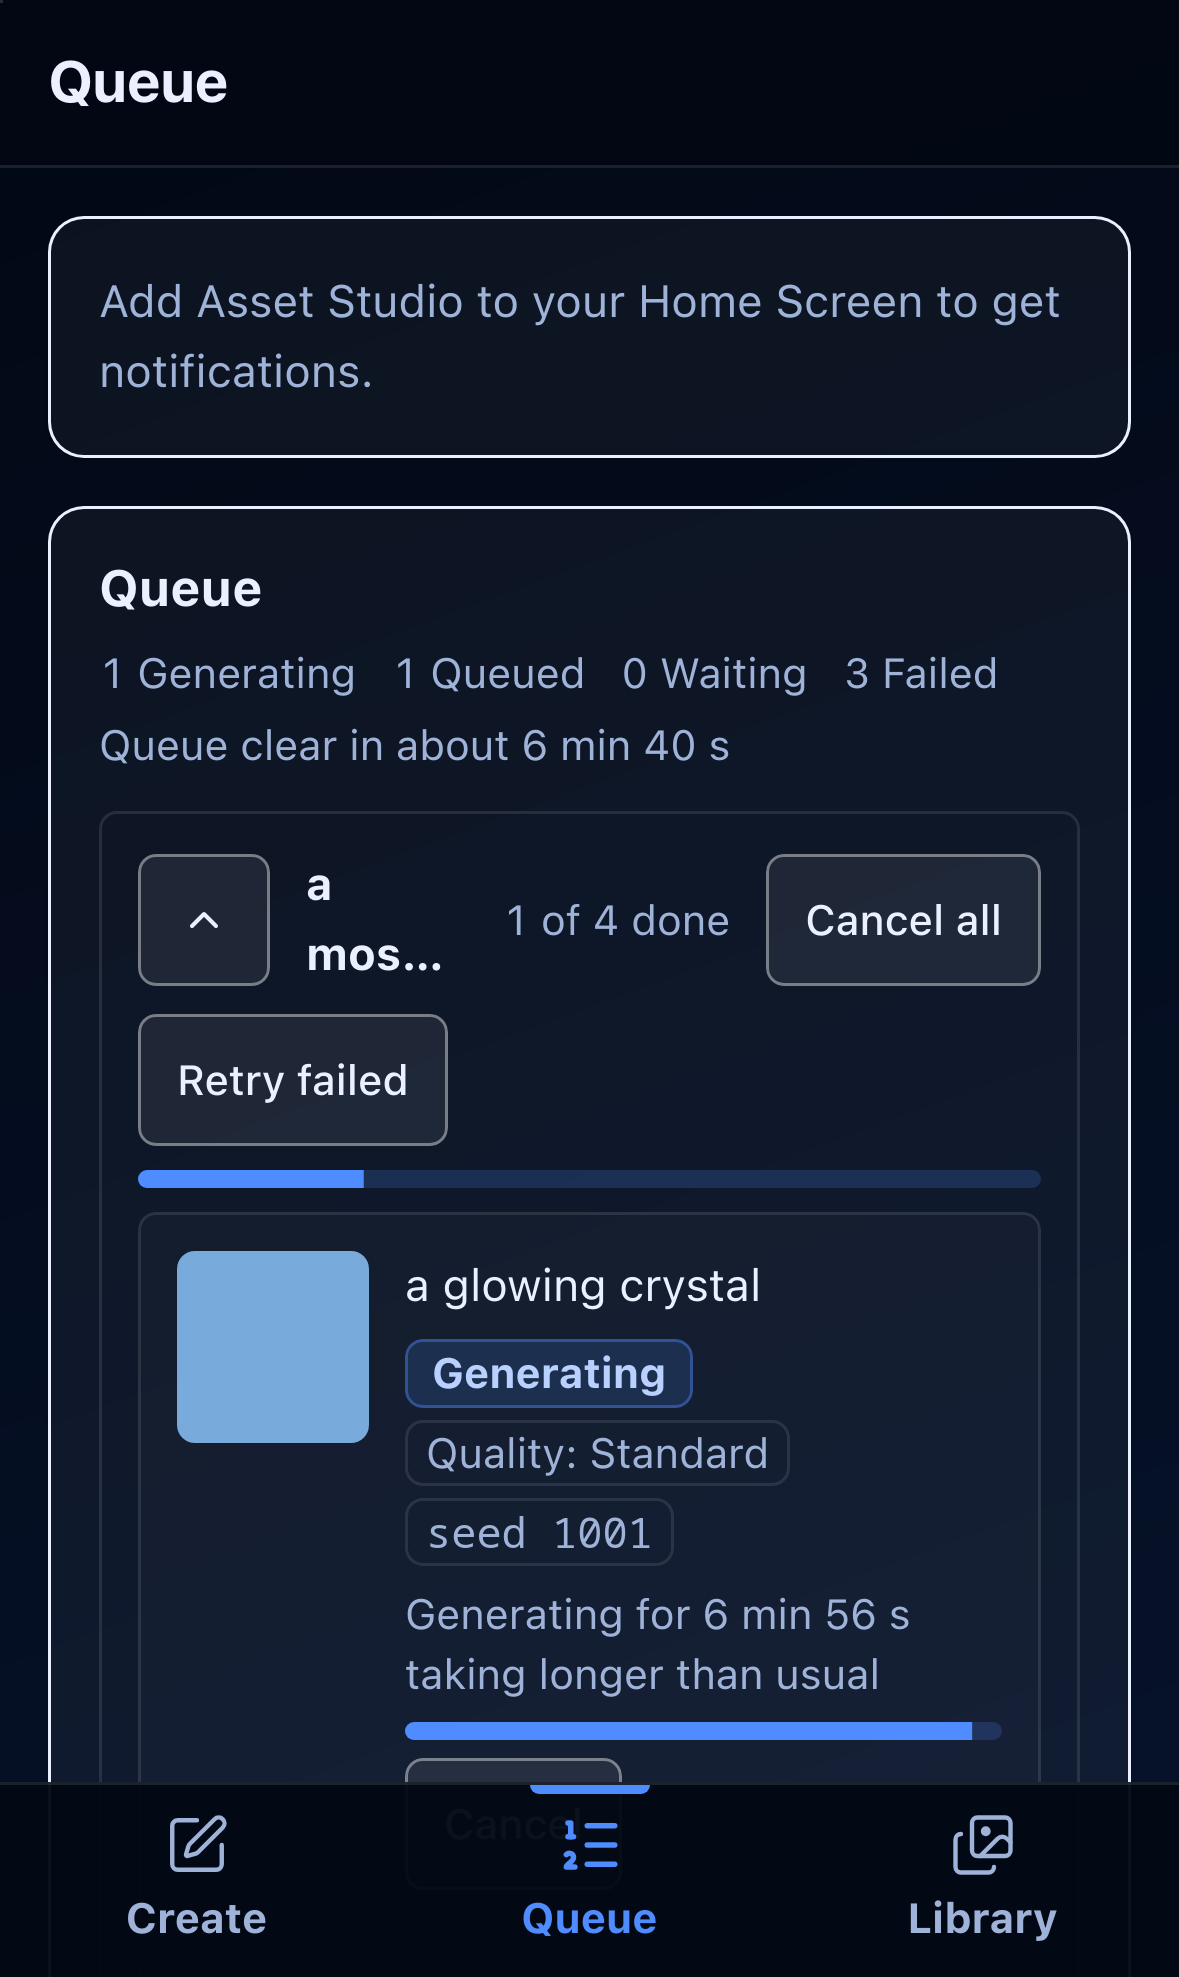 Queue
Add Asset Studio to your Home Screen to get
notifications.
Queue
1 Generating 1 Queued 0 Waiting 3 Failed
Queue clear in about 6 min 40 s
a
mos...
1 of 4 done
Cancel all
Retry failed
a glowing crystal
Generating
Quality: Standard
seed 1001
Generating for 6 min 56 s
taking longer than usual
Cancel
Create
Queue
Library